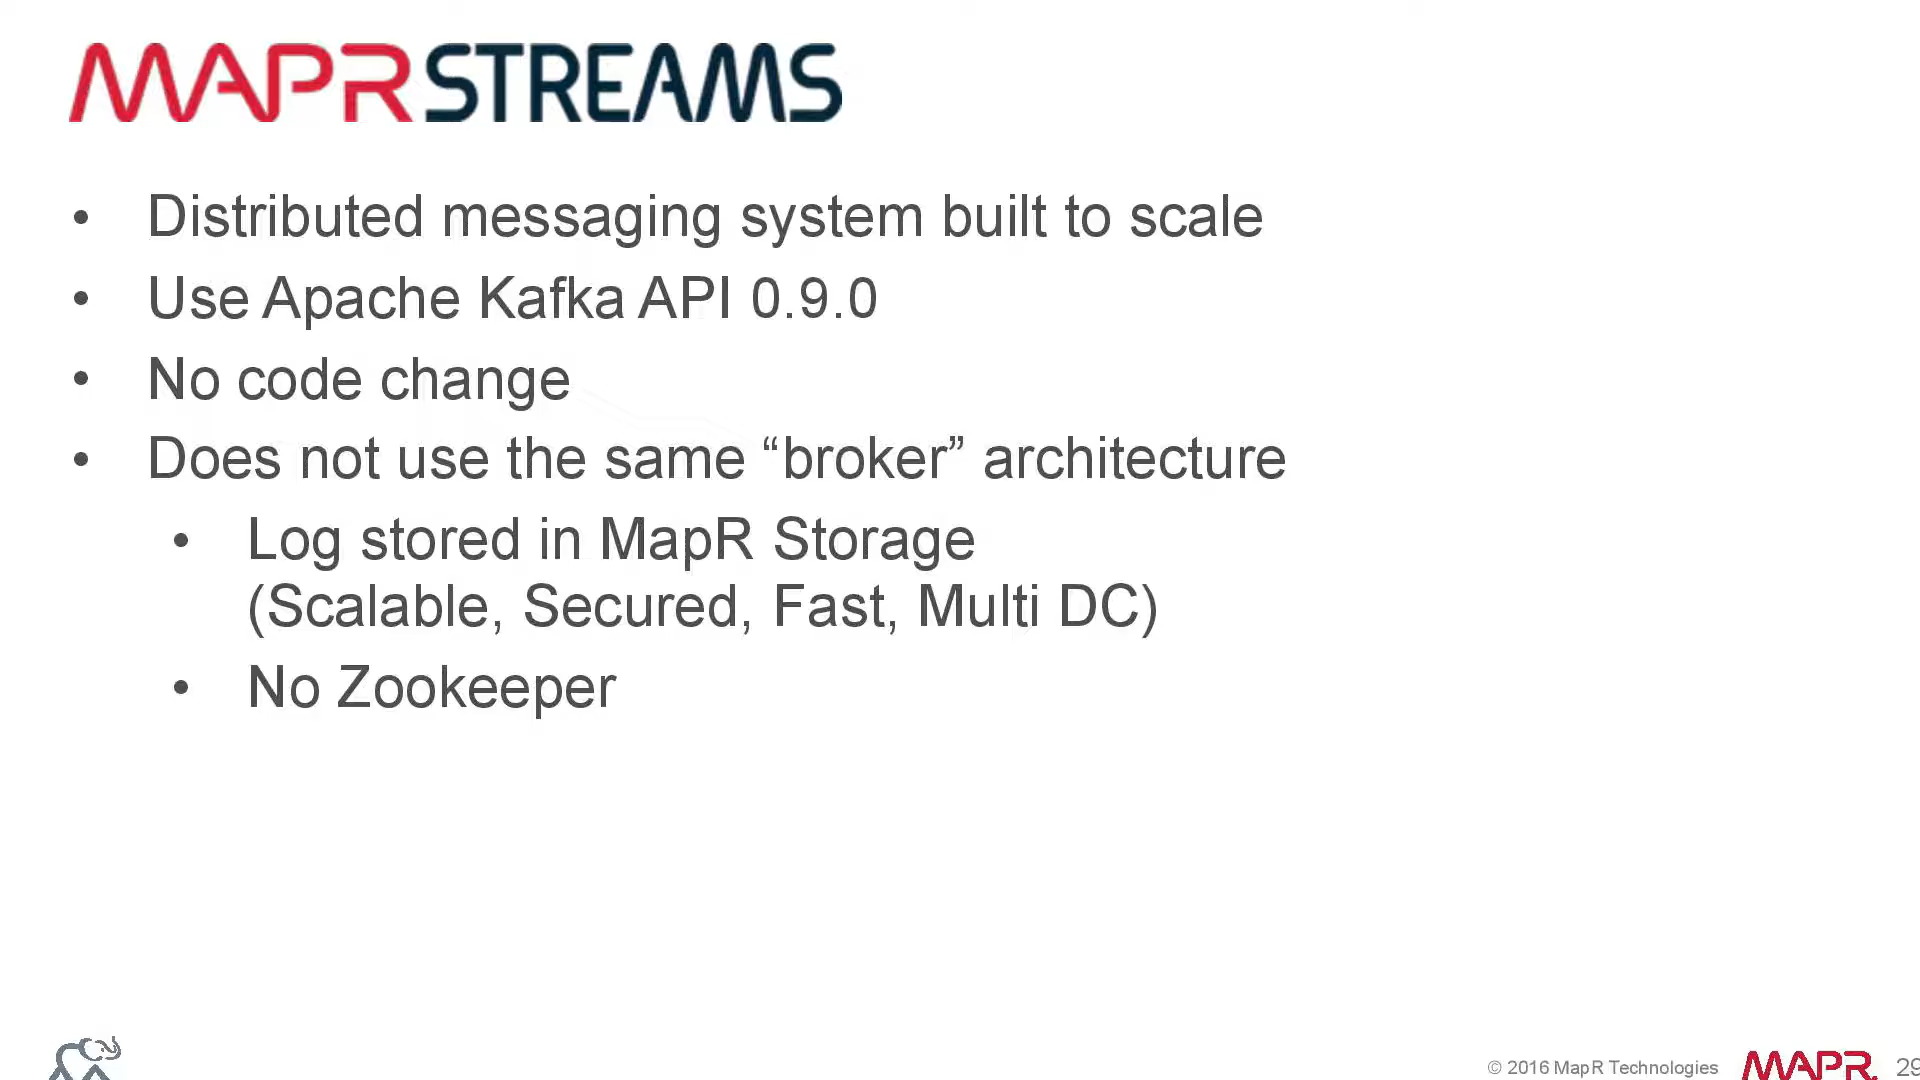 MAPR STREAMS
• Distributed messaging system built to scale
• Use Apache Kafka API 0.9.0
• No code change
• Does not use the same “broker” architecture
• Log stored in MapR Storage
(Scalable, Secured, Fast, Multi DC)
• No Zookeeper
© 2016 MapR Technologies MAPR. 29